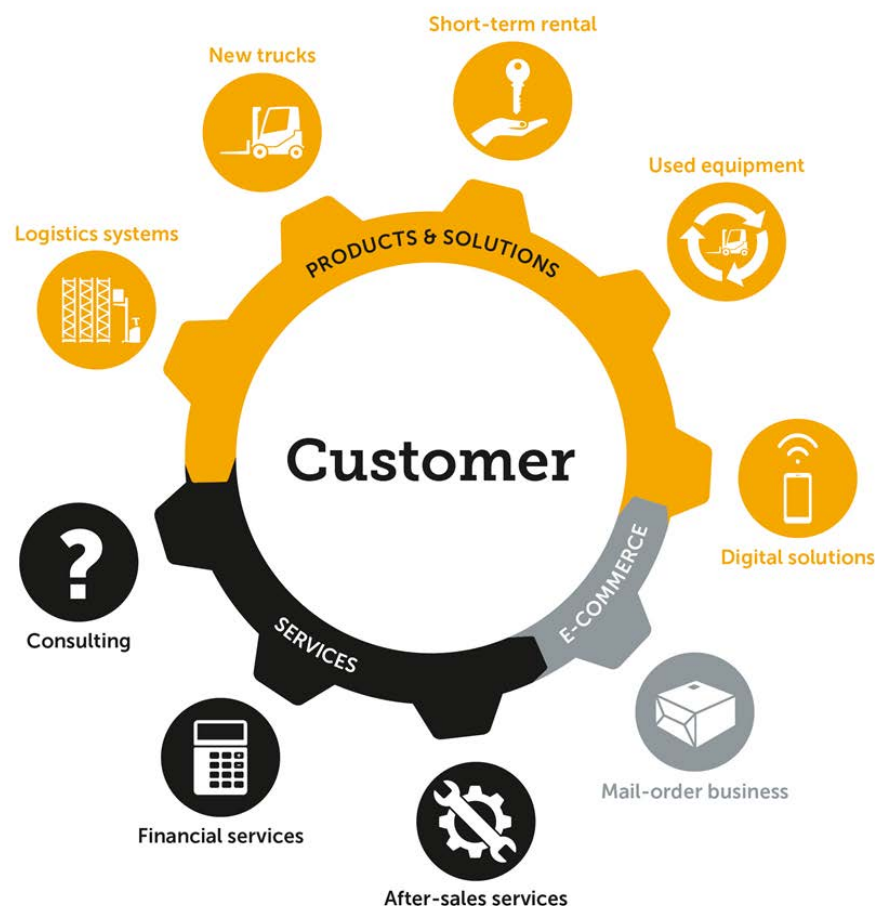 Short-term rental
New trucks
Used equipment
Logistics systems
PRODUCTS & SOLUTIONS
Customer
Digital solutions
E-COMMERCE
?
Consulting
SERVICES
Mail-order business
Financial services
After-sales services